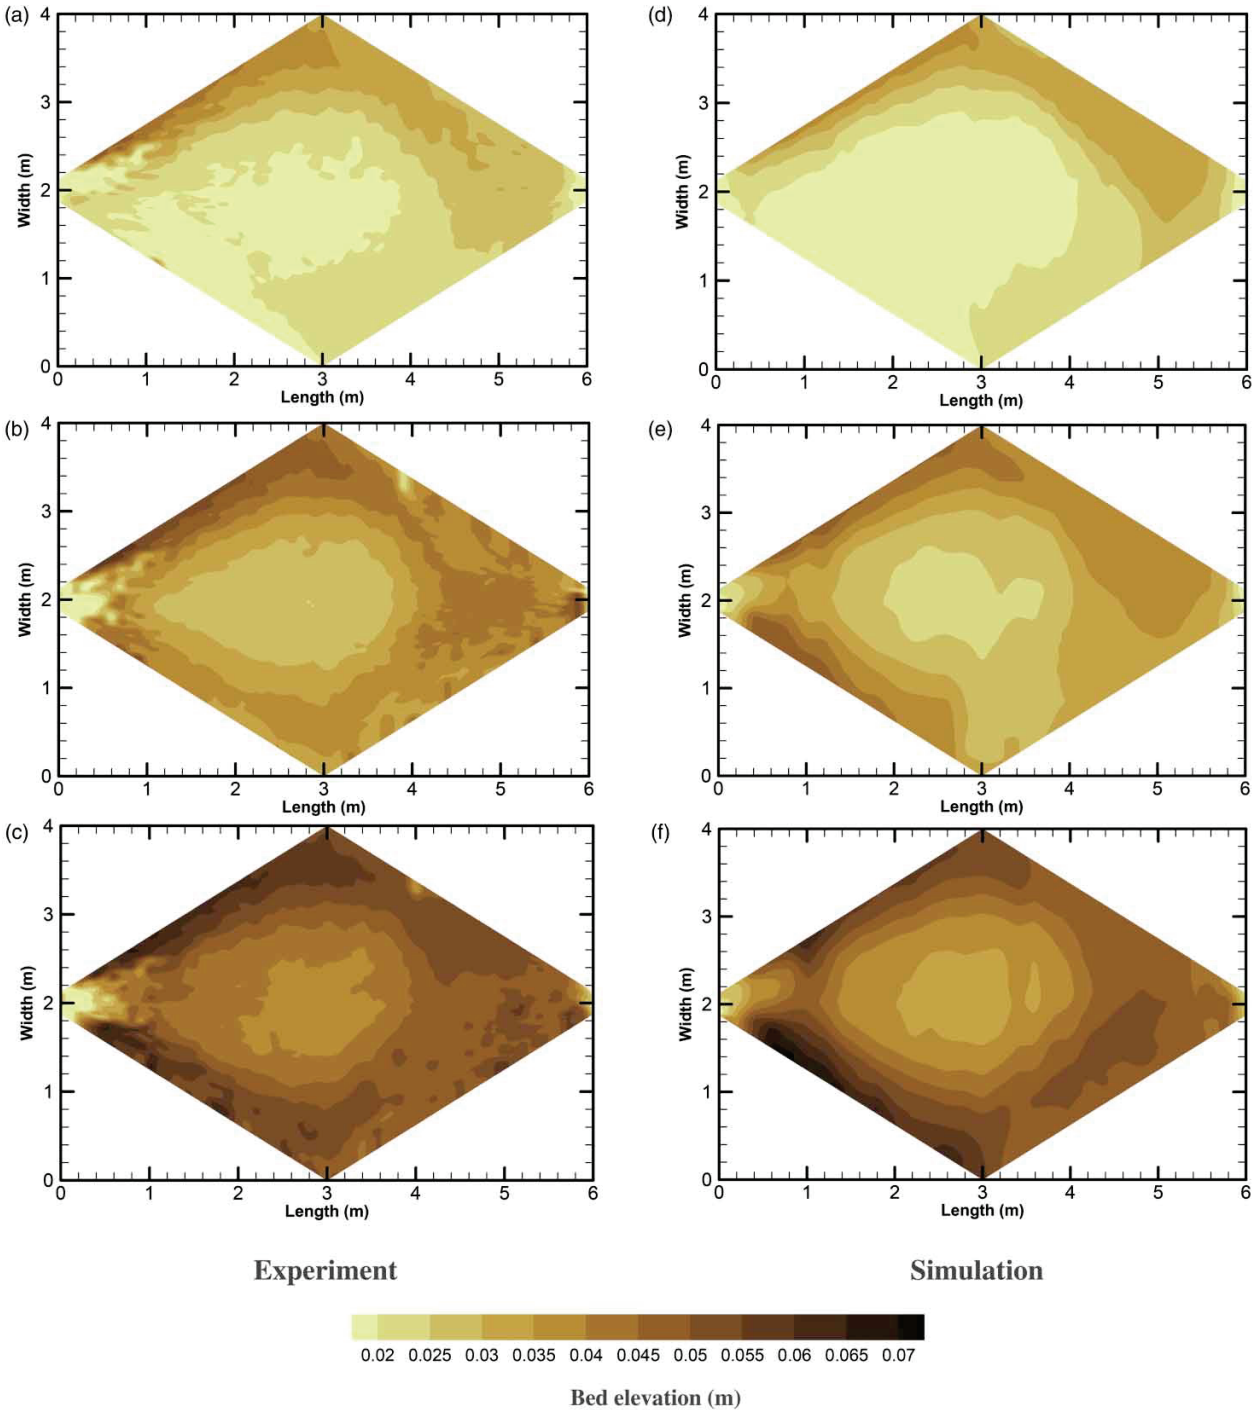 (a)
4
3
2
1
0
Width (m)
0 1 2 3 4 5 6
Length (m)
(d)
4
3
2
1
0
Width (m)
0 1 2 3 4 5 6
Length (m)
(b)
4
3
2
1
0
Width (m)
0 1 2 3 4 5 6
Length (m)
(e)
4
3
2
1
0
Width (m)
0 1 2 3 4 5 6
Length (m)
(c)
4
3
2
1
0
Width (m)
0 1 2 3 4 5 6
Length (m)
(f)
4
3
2
1
0
Width (m)
0 1 2 3 4 5 6
Length (m)
Experiment
Simulation
0.02 0.025 0.03 0.035 0.04 0.045 0.05 0.055 0.06 0.065 0.07
Bed elevation (m)